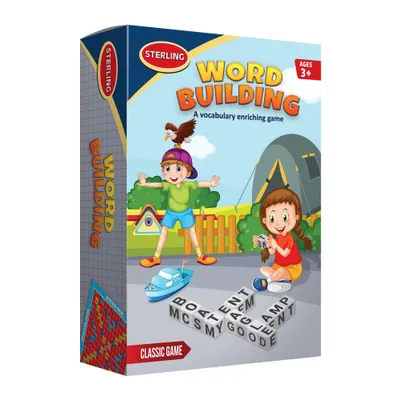 STERLING
STERLING
WORD
BUILDING
A vocabulary enriching game
AGES
3+
WORD
BUILDING
CLASSIC GAME